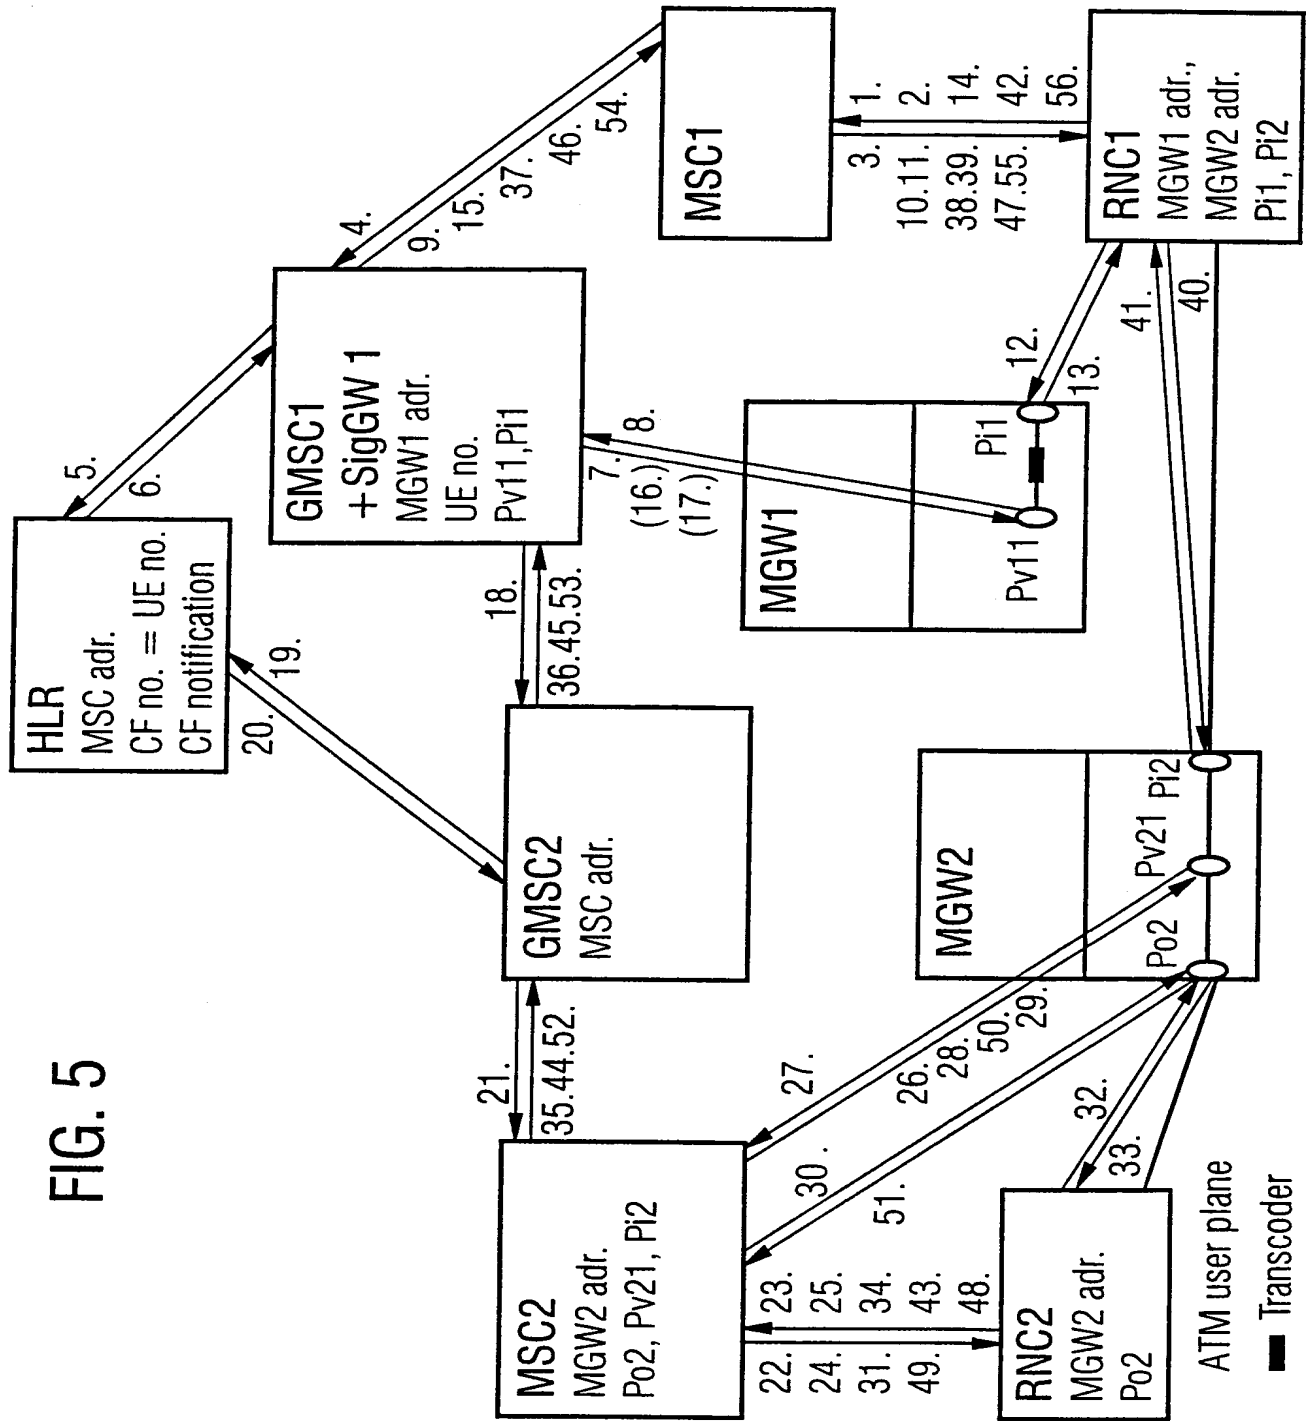 FIG. 5
HLR
MSC adr.
CF no. = UE no.
CF notification
5.
6.
19.
20.
GMSC1
+SigGW 1
MGW1 adr.
UE no.
Pv11,Pi1
4.
9.
15.
37.
46.
54.
MSC1
18.
36.45.53.
7.
8.
(16.)
(17.)
GMSC2
MSC adr.
21.
35.44.52.
MSC2
MGW2 adr.
Po2, Pv21, Pi2
MGW1
Pv11
Pi1
12.
13.
1.
2.
14.
42.
56.
3.
10.11.
38.39.
47.55.
RNC1
MGW1 adr.,
MGW2 adr.
Pi1, Pi2
41.
40.
27.
26.
28.
50.
29.
30.
51.
MGW2
Po2
Pv21
Pi2
32.
33.
22.
23.
24.
25.
31.
34.
49.
43.
48.
RNC2
MGW2 adr.
Po2
ATM user plane
Transcoder